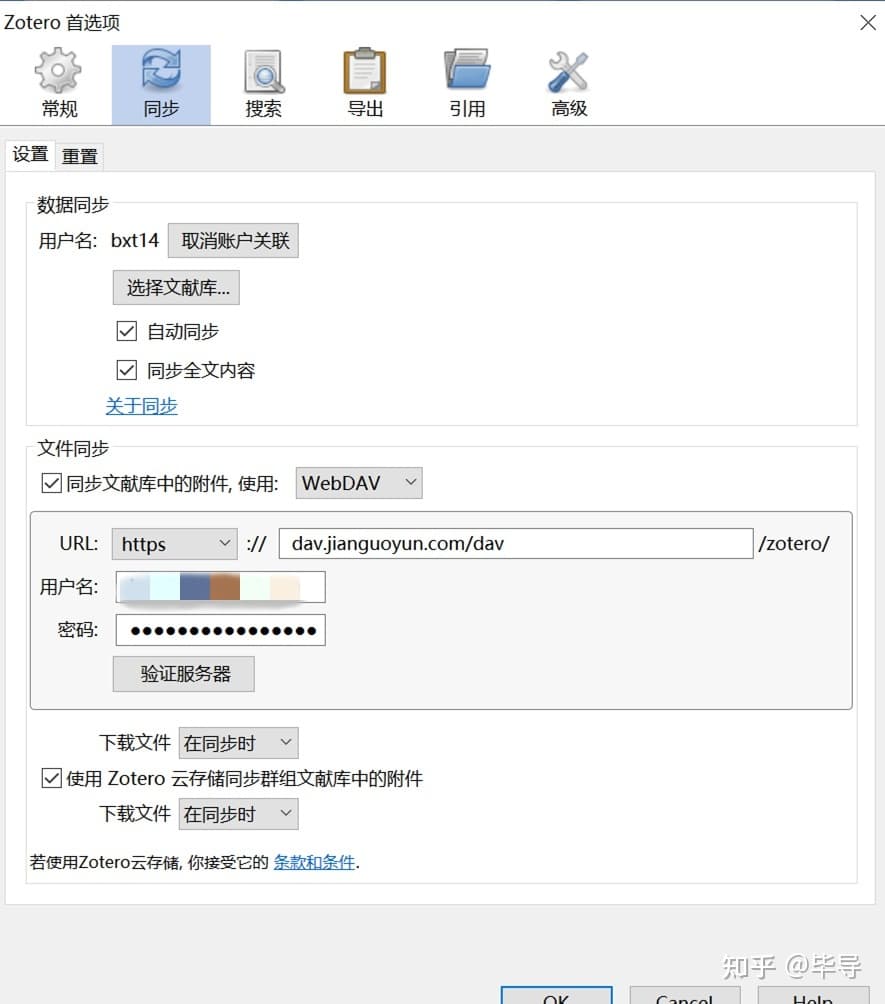 Zotero 首选项
常规 同步 搜索 导出 引用 高级
设置 重置
数据同步
用户名: bxt14 取消账户关联
选择文献库...
自动同步
同步全文内容
关于同步
文件同步
同步文献库中的附件, 使用: WebDAV
URL: https :// dav.jianguoyun.com/dav /zotero/
用户名:
密码: ●●●●●●●●●●●●●●●●
验证服务器
下载文件 在同步时
使用 Zotero 云存储同步群组文献库中的附件
下载文件 在同步时
若使用Zotero云存储, 你接受它的 条款和条件.
知乎 @毕导
OK Cancel Help